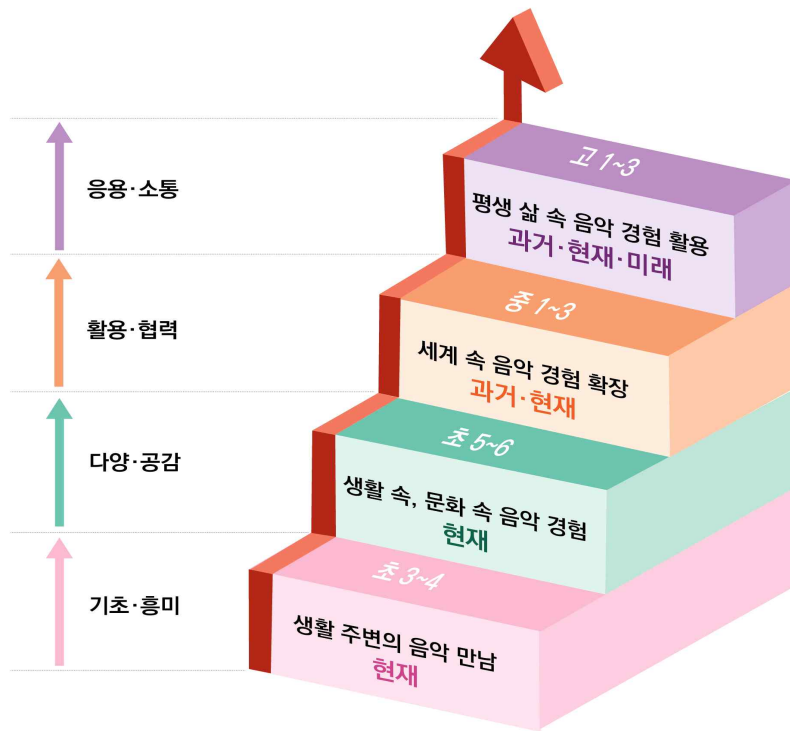 고 1~3
응용·소통
평생 삶 속 음악 경험 활용
과거·현재·미래
중 1~3
활용·협력
세계 속 음악 경험 확장
과거·현재
초 5~6
다양·공감
생활 속, 문화 속 음악 경험
현재
초 3~4
기초·흥미
생활 주변의 음악 만남
현재